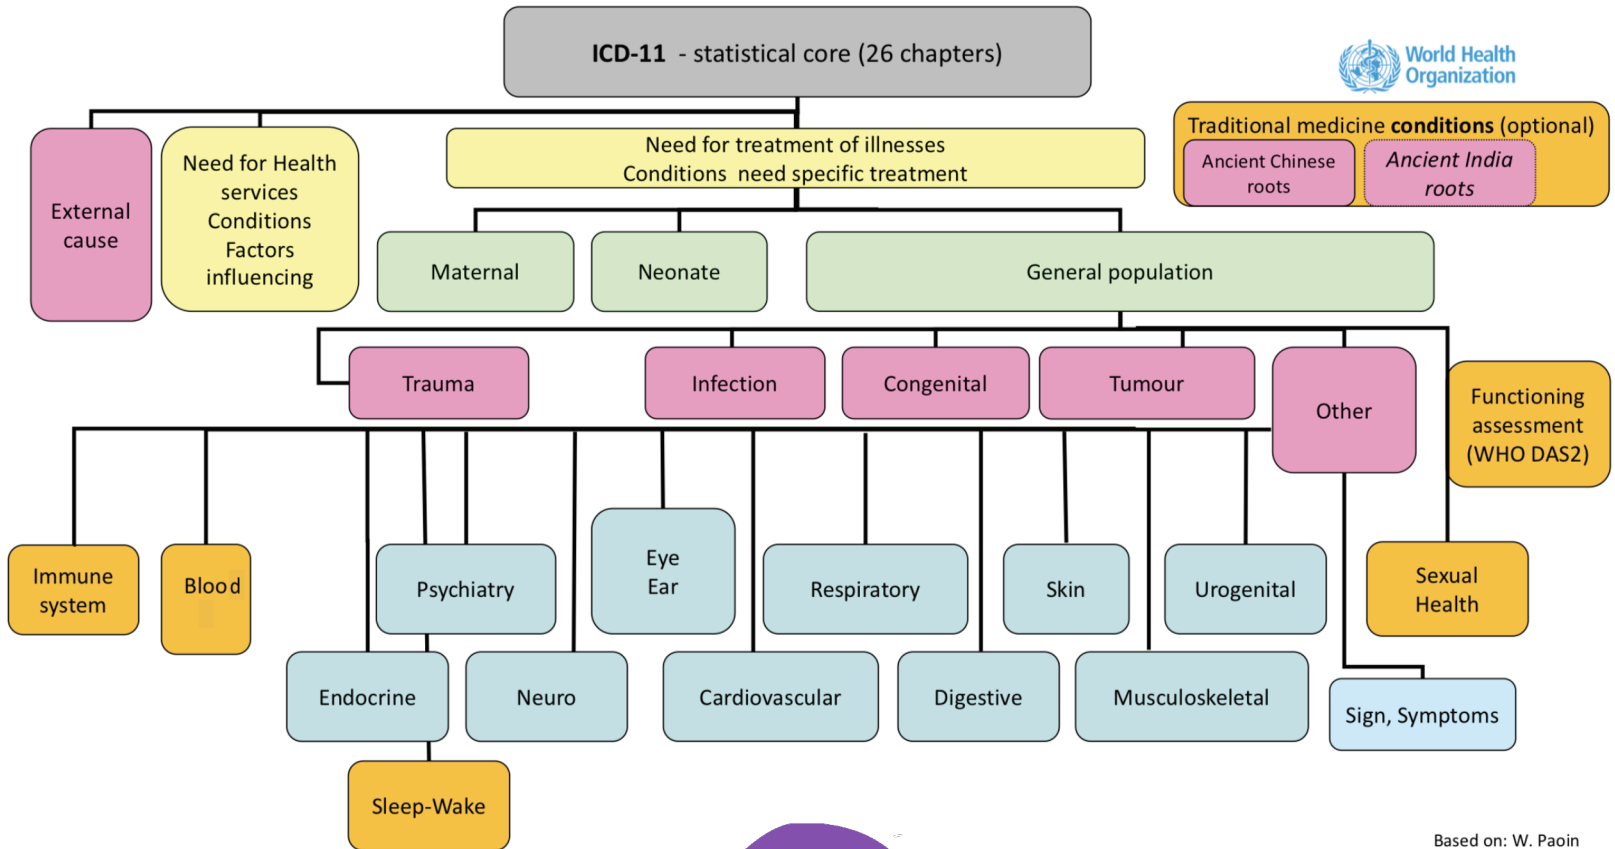 ICD-11 - statistical core (26 chapters)
World Health
Organization
Traditional medicine conditions (optional)
Ancient Chinese
roots
Ancient India
roots
External
cause
Need for Health
services
Conditions
Factors
influencing
Need for treatment of illnesses
Conditions need specific treatment
Maternal
Neonate
General population
Trauma
Infection
Congenital
Tumour
Other
Functioning
assessment
(WHO DAS2)
Immune
system
Blood
Psychiatry
Eye
Ear
Respiratory
Skin
Urogenital
Sexual
Health
Endocrine
Neuro
Cardiovascular
Digestive
Musculoskeletal
Sign, Symptoms
Sleep-Wake
Based on: W. Paoin